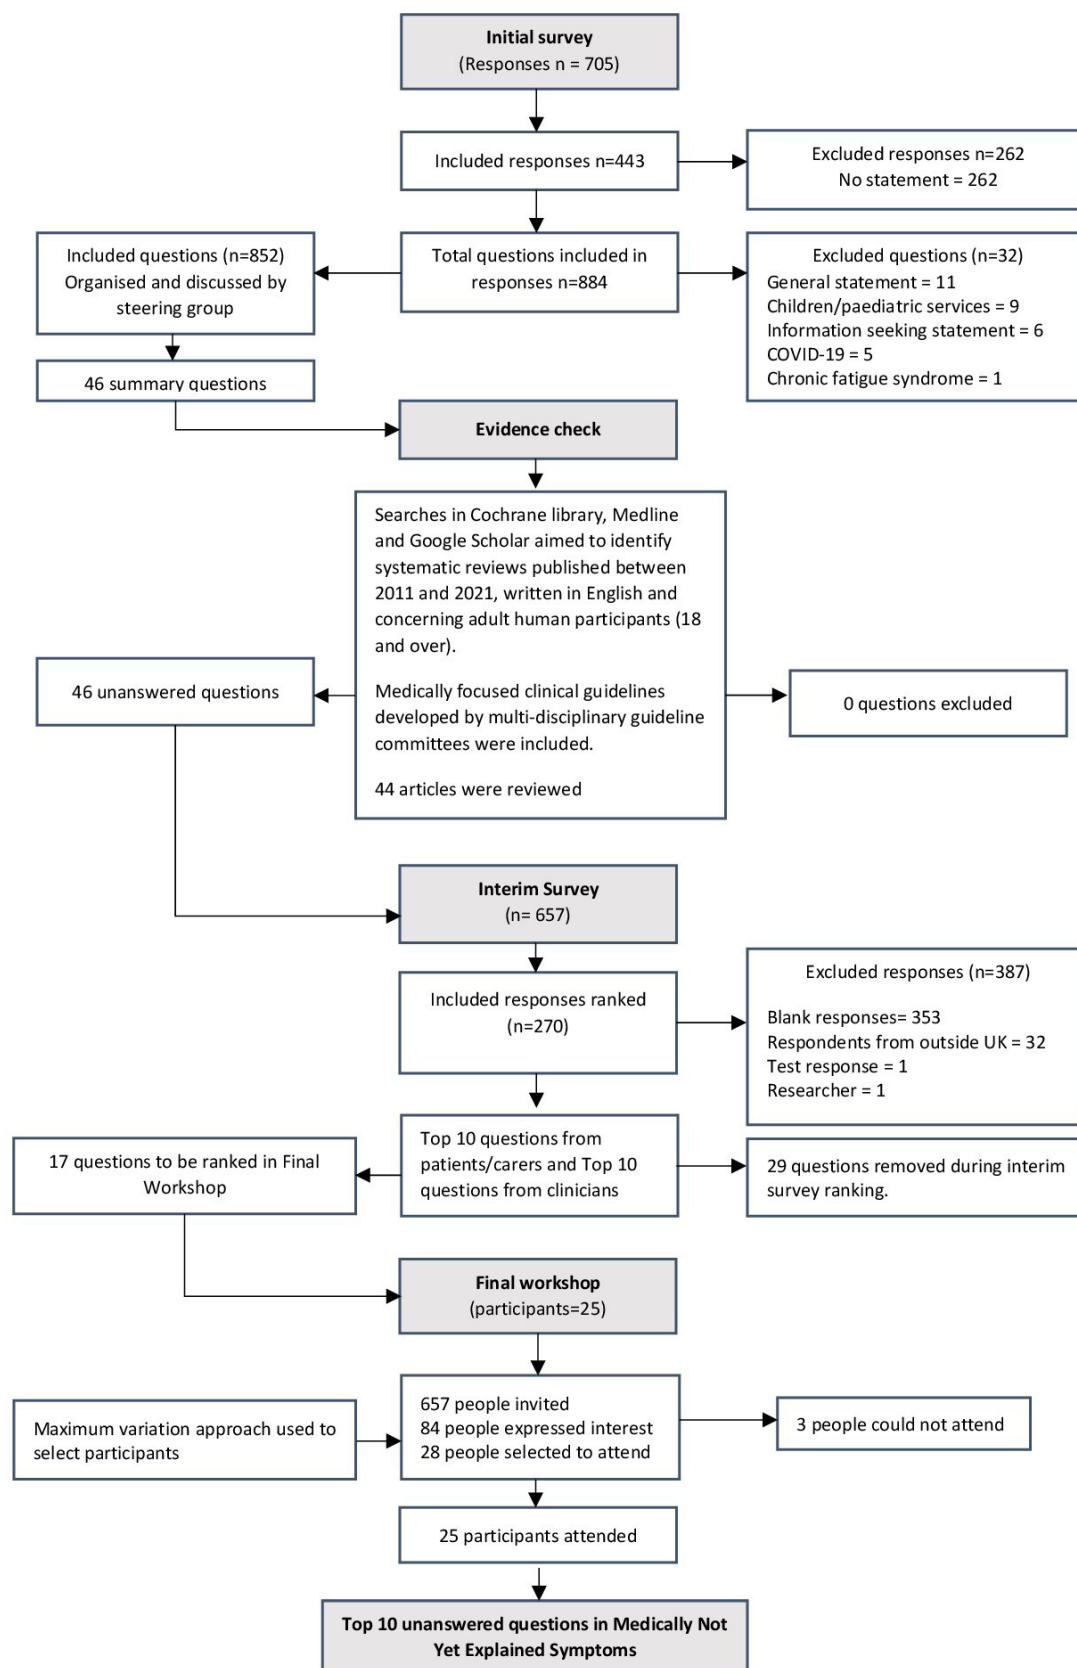 Initial survey
(Responses n = 705)
Included responses n=443
Excluded responses n=262
No statement = 262
Included questions (n=852)
Organised and discussed by
steering group
Total questions included in
responses n=884
Excluded questions (n=32)
General statement = 11
Children/paediatric services = 9
Information seeking statement = 6
COVID-19 = 5
Chronic fatigue syndrome = 1
46 summary questions
Evidence check
Searches in Cochrane library, Medline
and Google Scholar aimed to identify
systematic reviews published between
2011 and 2021, written in English and
concerning adult human participants (18
and over).
Medically focused clinical guidelines
developed by multi-disciplinary guideline
committees were included.
44 articles were reviewed
46 unanswered questions
0 questions excluded
Interim Survey
(n= 657)
Included responses ranked
(n=270)
Excluded responses (n=387)
Blank responses= 353
Respondents from outside UK = 32
Test response = 1
Researcher = 1
17 questions to be ranked in Final
Workshop
Top 10 questions from
patients/carers and Top 10
questions from clinicians
29 questions removed during interim
survey ranking.
Final workshop
(participants=25)
Maximum variation approach used to
select participants
657 people invited
84 people expressed interest
28 people selected to attend
3 people could not attend
25 participants attended
Top 10 unanswered questions in Medically Not
Yet Explained Symptoms